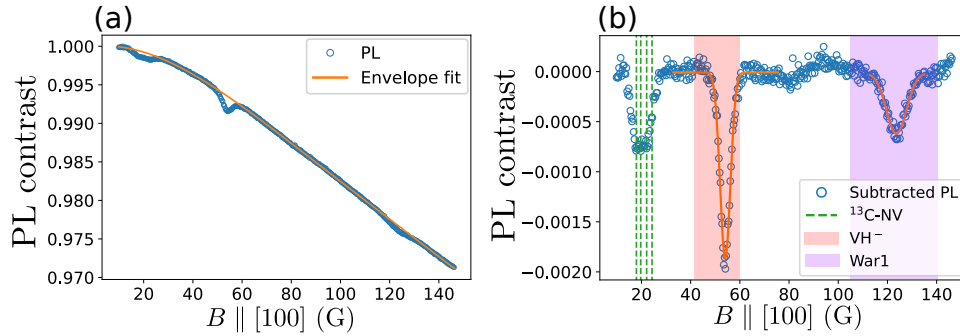 (a)
PL contrast
1.000
0.995
0.990
0.985
0.980
0.975
0.970
PL
Envelope fit
20 40 60 80 100 120 140
B ∥ [100] (G)
(b)
PL contrast
0.0000
−0.0005
−0.0010
−0.0015
−0.0020
Subtracted PL
¹³C-NV
VH⁻
War1
20 40 60 80 100 120 140
B ∥ [100] (G)